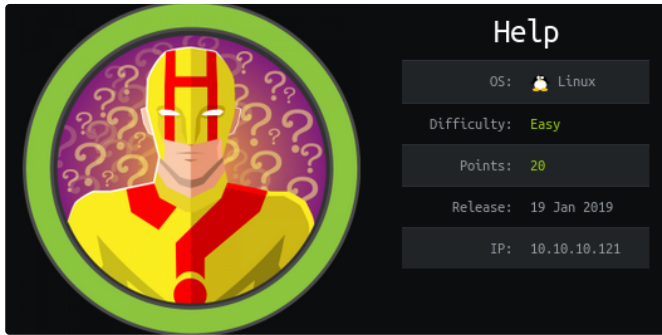 Help
OS: Linux
Difficulty: Easy
Points: 20
Release: 19 Jan 2019
IP: 10.10.10.121
H
? ? ? ? ? ? ? ? ? ? ? ?